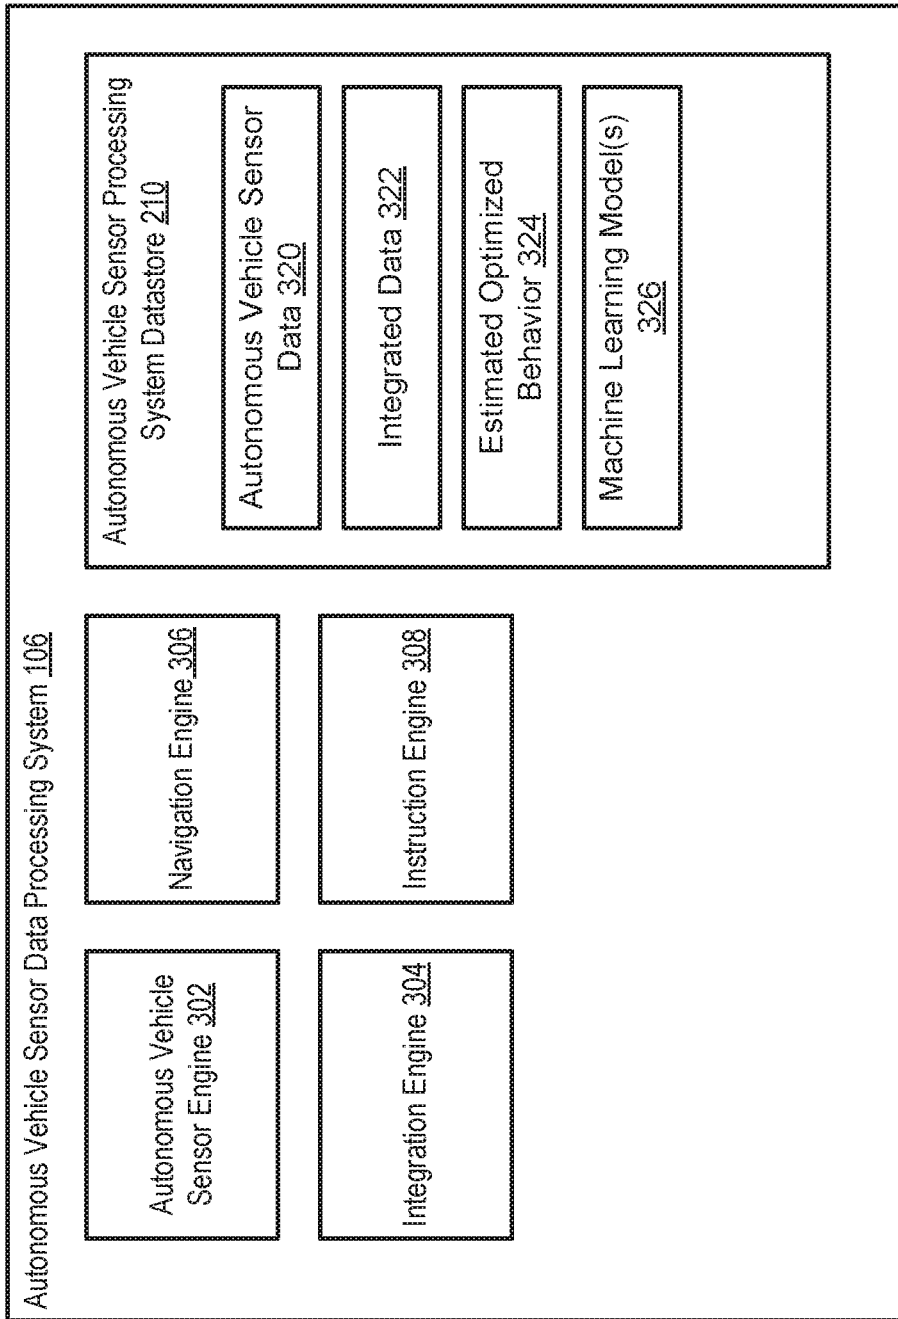 Autonomous Vehicle Sensor Data Processing System 106
Autonomous Vehicle
Sensor Engine 302
Navigation Engine 306
Integration Engine 304
Instruction Engine 308
Autonomous Vehicle Sensor Processing
System Datastore 210
Autonomous Vehicle Sensor
Data 320
Integrated Data 322
Estimated Optimized
Behavior 324
Machine Learning Model(s)
326